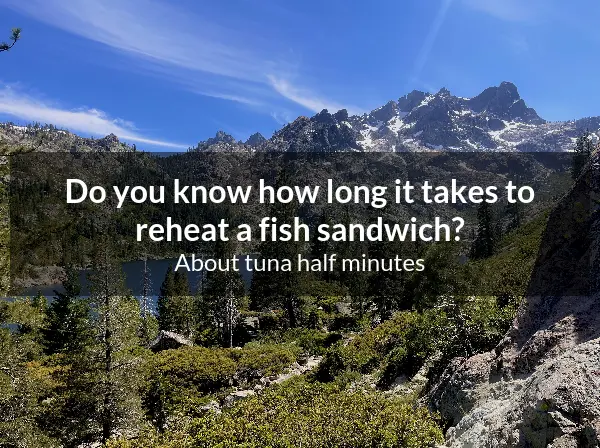 Do you know how long it takes to
reheat a fish sandwich?
About tuna half minutes